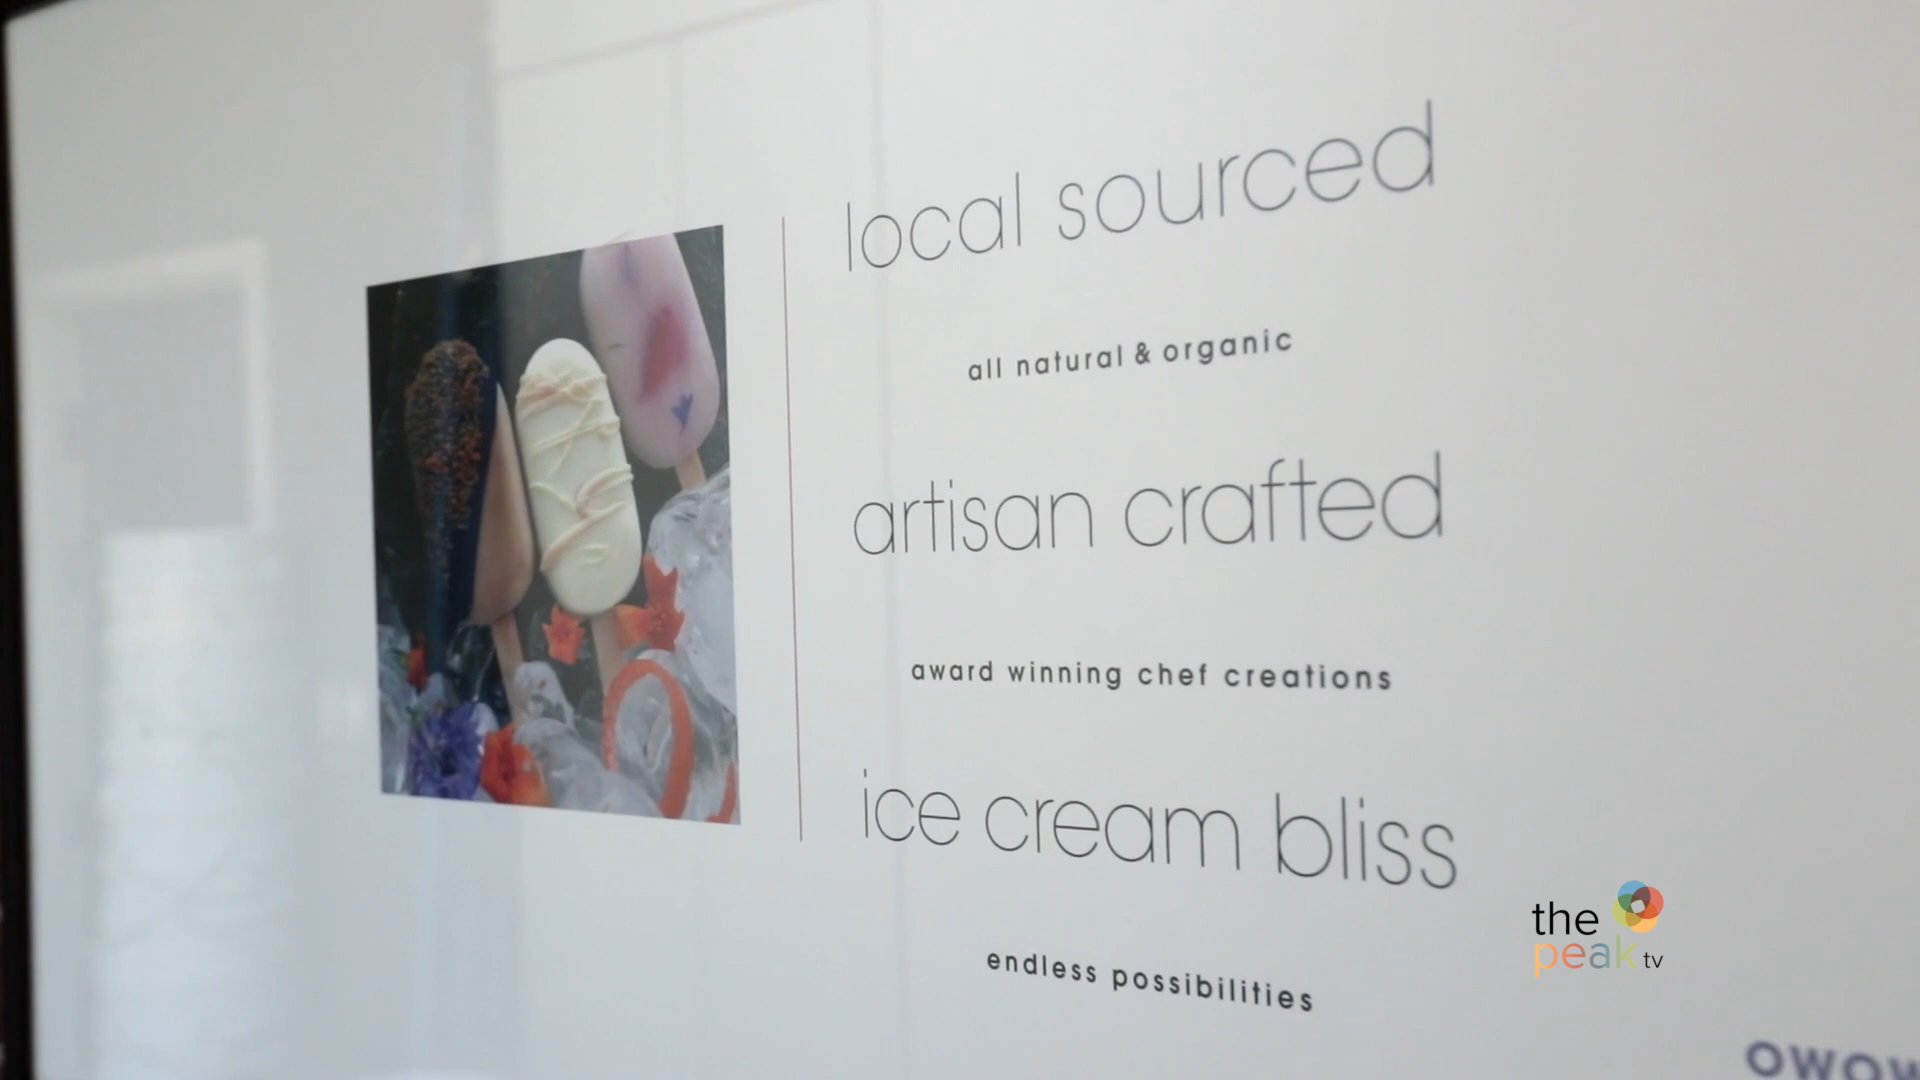 local sourced
all natural & organic
artisan crafted
award winning chef creations
ice cream bliss
endless possibilities
the
peak tv